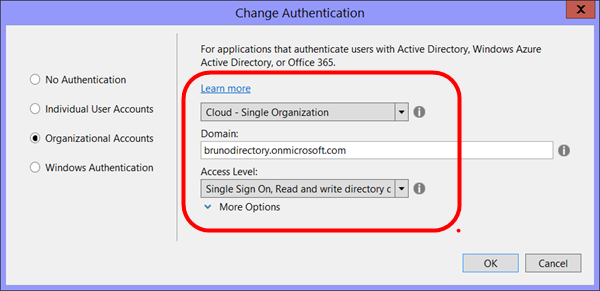 Change Authentication
For applications that authenticate users with Active Directory, Windows Azure
Active Directory, or Office 365.
No Authentication
Individual User Accounts
Organizational Accounts
Windows Authentication
Learn more
Cloud - Single Organization
Domain:
brunodirectory.onmicrosoft.com
Access Level:
Single Sign On, Read and write directory c
More Options
OK
Cancel